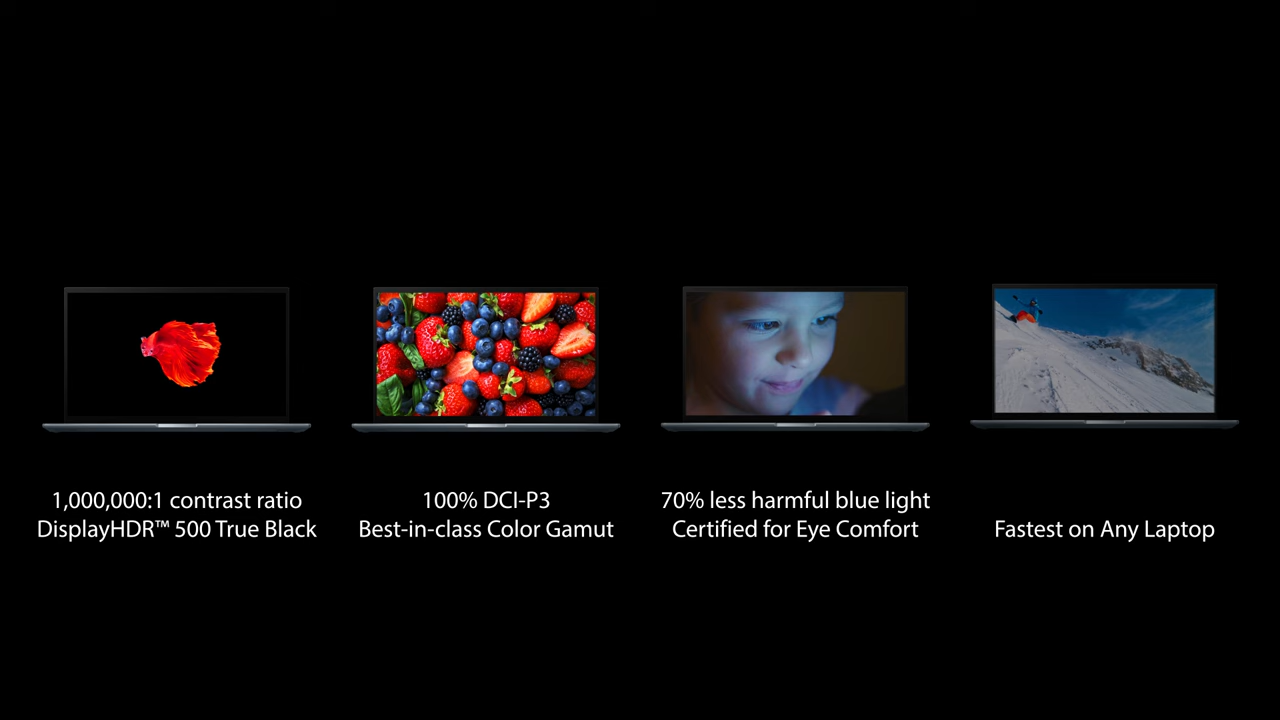 1,000,000:1 contrast ratio
DisplayHDR™ 500 True Black
100% DCI-P3
Best-in-class Color Gamut
70% less harmful blue light
Certified for Eye Comfort
Fastest on Any Laptop